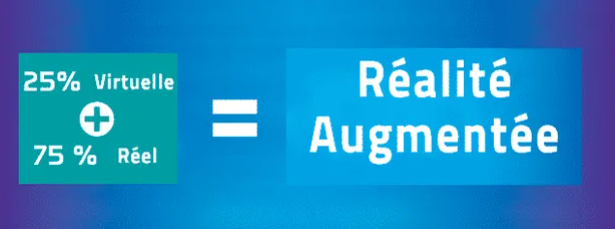 25% Virtuelle
+
75 % Réel
=
Réalité
Augmentée